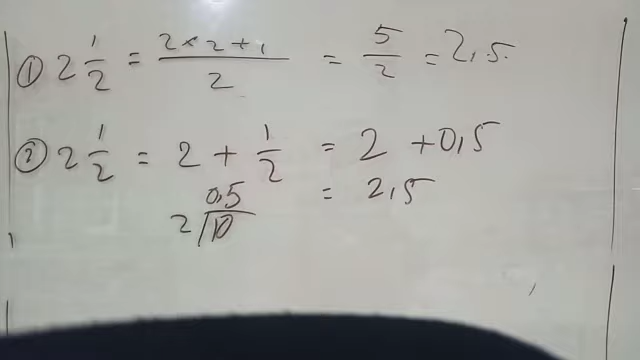 ① 2 1/2 = (2 × 2 + 1)/2 = 5/2 = 2,5
② 2 1/2 = 2 + 1/2 = 2 + 0,5
0,5 = 2,5
2 ⟌10